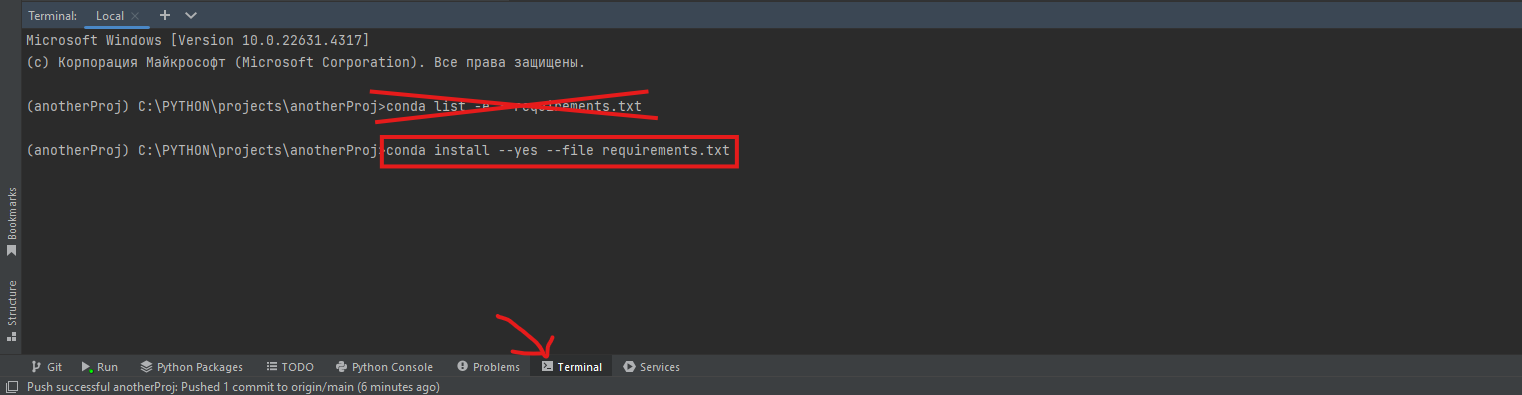 Terminal: Local
Microsoft Windows [Version 10.0.22631.4317]
(c) Корпорация Майкрософт (Microsoft Corporation). Все права защищены.
(anotherProj) C:\PYTHON\projects\anotherProj>conda list -e > requirements.txt
(anotherProj) C:\PYTHON\projects\anotherProj>conda install --yes --file requirements.txt
Bookmarks
Structure
Git Run Python Packages TODO Python Console Problems Terminal Services
Push successful anotherProj: Pushed 1 commit to origin/main (6 minutes ago)